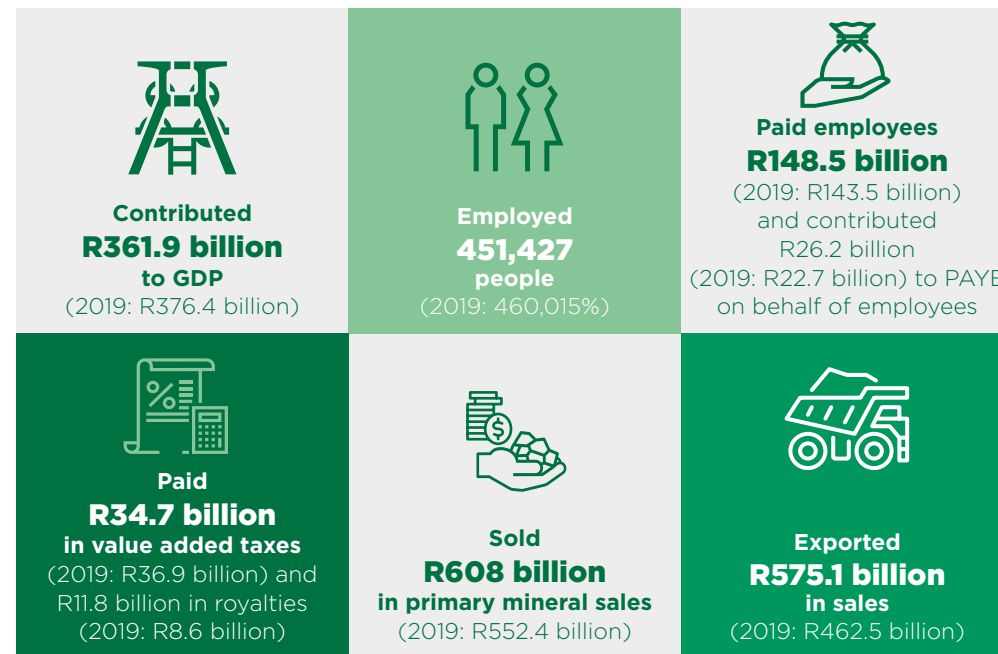 Contributed
R361.9 billion
to GDP
(2019: R376.4 billion)
Employed
451,427
people
(2019: 460,015%)
Paid employees
R148.5 billion
(2019: R143.5 billion)
and contributed
R26.2 billion
(2019: R22.7 billion) to PAYE
on behalf of employees
Paid
R34.7 billion
in value added taxes
(2019: R36.9 billion) and
R11.8 billion in royalties
(2019: R8.6 billion)
Sold
R608 billion
in primary mineral sales
(2019: R552.4 billion)
Exported
R575.1 billion
in sales
(2019: R462.5 billion)